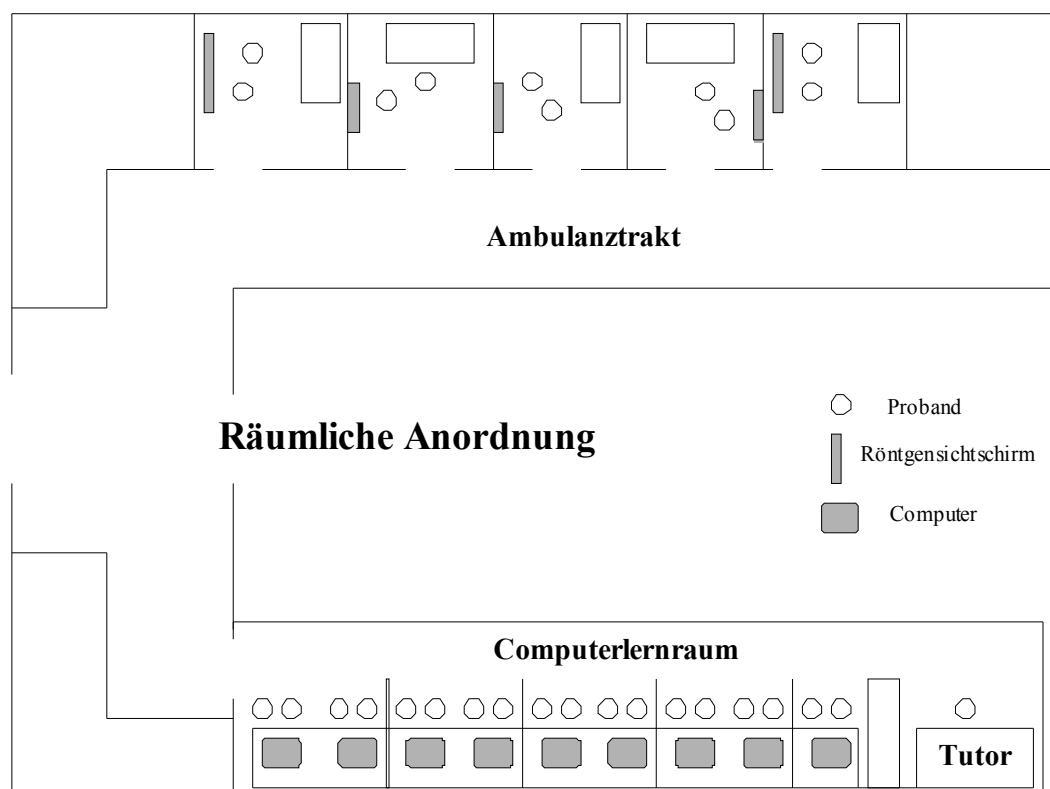 Ambulanztrakt
Räumliche Anordnung
Proband
Röntgensichtschirm
Computer
Computerlernraum
Tutor